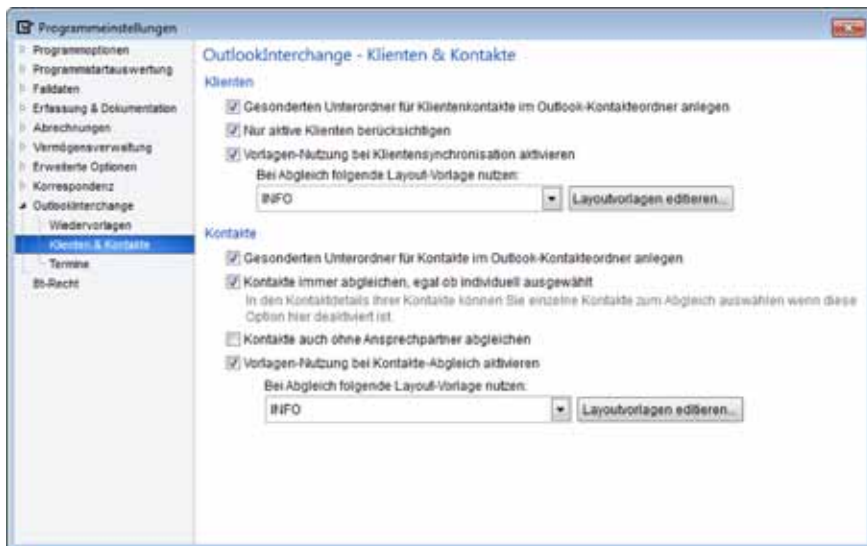 Programmeinstellungen
Programmoptionen
Programmstartauswertung
Falldaten
Erfassung & Dokumentation
Abrechnungen
Vermögensverwaltung
Erweiterte Optionen
Korrespondenz
OutlookInterchange
Wiedervorlagen
Klienten & Kontakte
Termine
Bt-Recht
OutlookInterchange - Klienten & Kontakte
Klienten
Gesonderten Unterordner für Klientenkontakte im Outlook-Kontakteordner anlegen
Nur aktive Klienten berücksichtigen
Vorlagen-Nutzung bei Klientensynchronisation aktivieren
Bei Abgleich folgende Layout-Vorlage nutzen:
INFO
Layoutvorlagen editieren...
Kontakte
Gesonderten Unterordner für Kontakte im Outlook-Kontakteordner anlegen
Kontakte immer abgleichen, egal ob individuell ausgewählt
In den Kontaktdetails Ihrer Kontakte können Sie einzelne Kontakte zum Abgleich auswählen wenn diese
Option hier deaktiviert ist.
Kontakte auch ohne Ansprechpartner abgleichen
Vorlagen-Nutzung bei Kontakte-Abgleich aktivieren
Bei Abgleich folgende Layout-Vorlage nutzen:
INFO
Layoutvorlagen editieren...